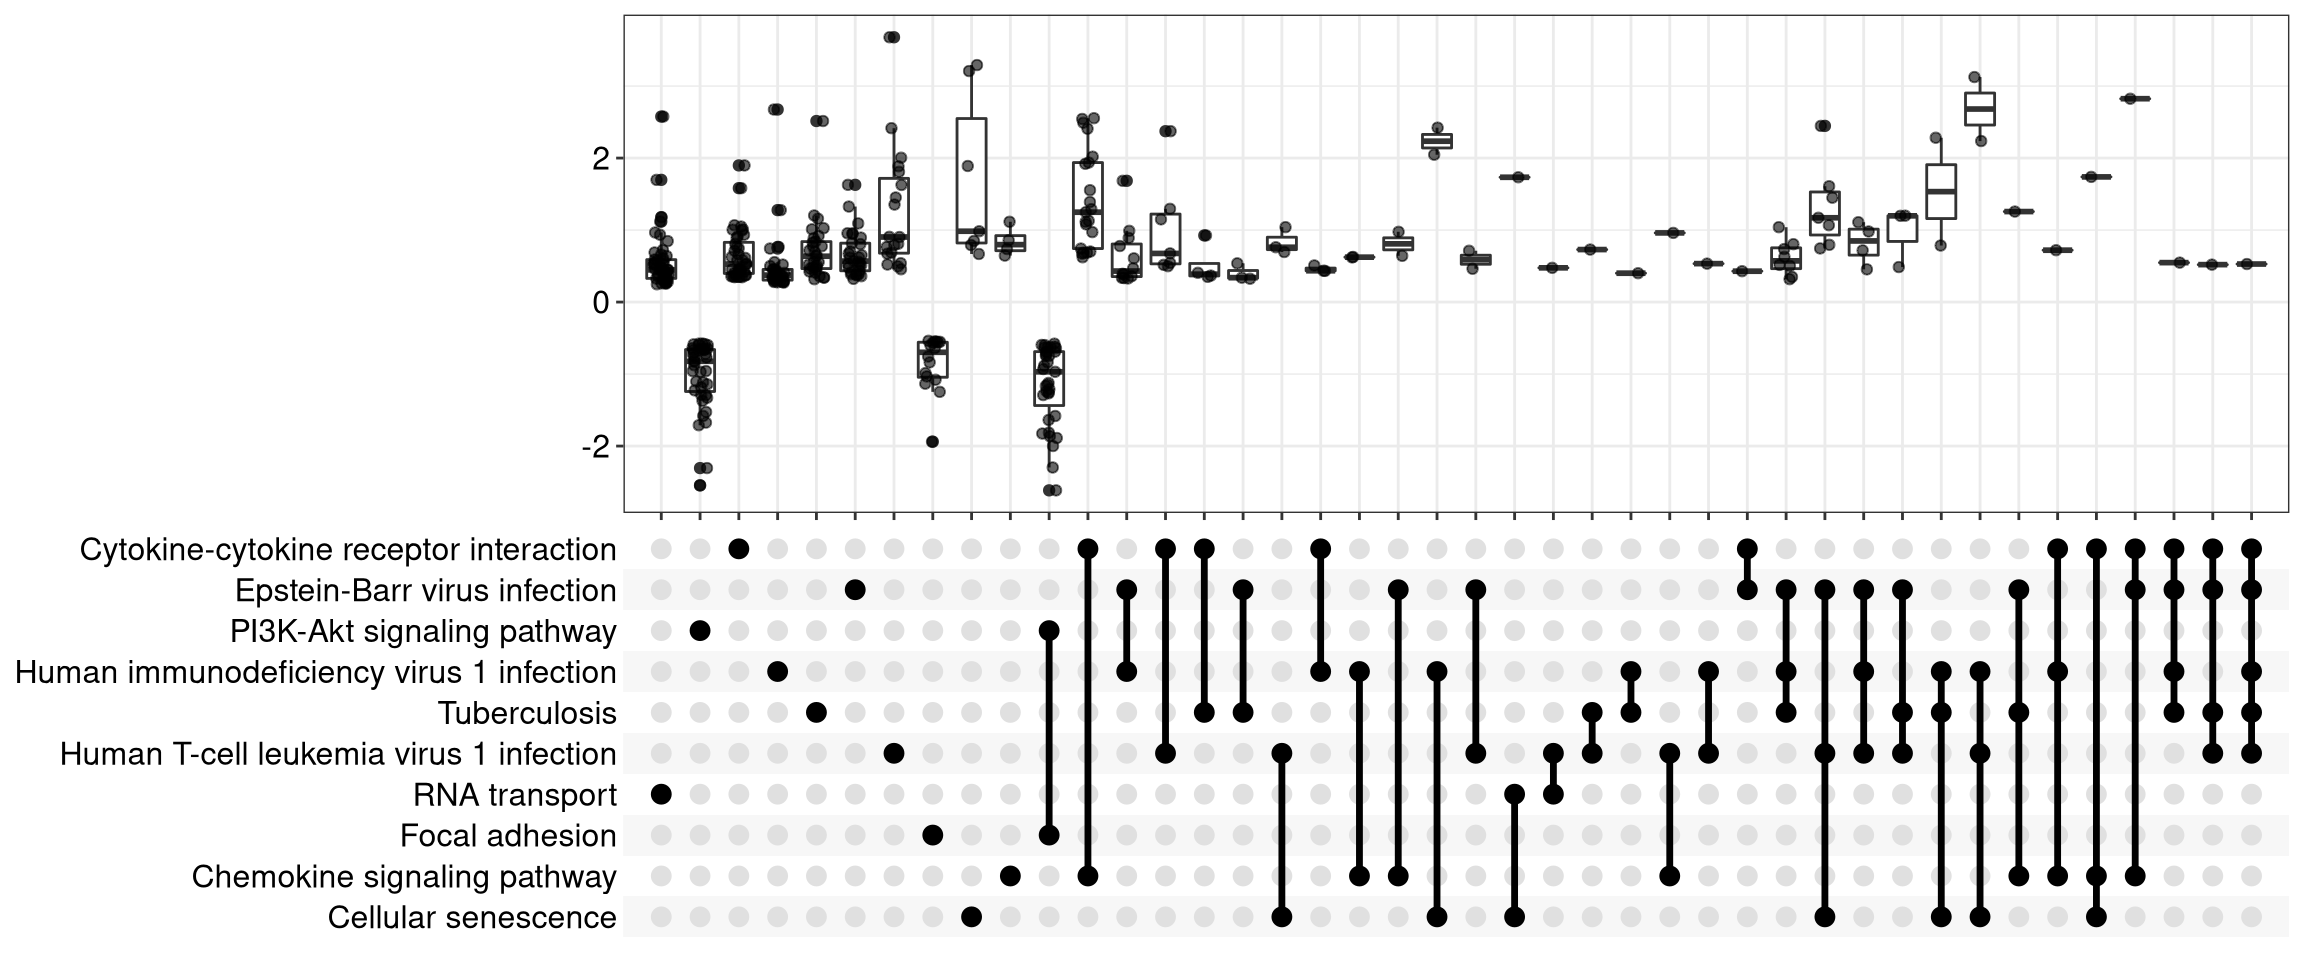 2
0
-2
Cytokine-cytokine receptor interaction
Epstein-Barr virus infection
PI3K-Akt signaling pathway
Human immunodeficiency virus 1 infection
Tuberculosis
Human T-cell leukemia virus 1 infection
RNA transport
Focal adhesion
Chemokine signaling pathway
Cellular senescence